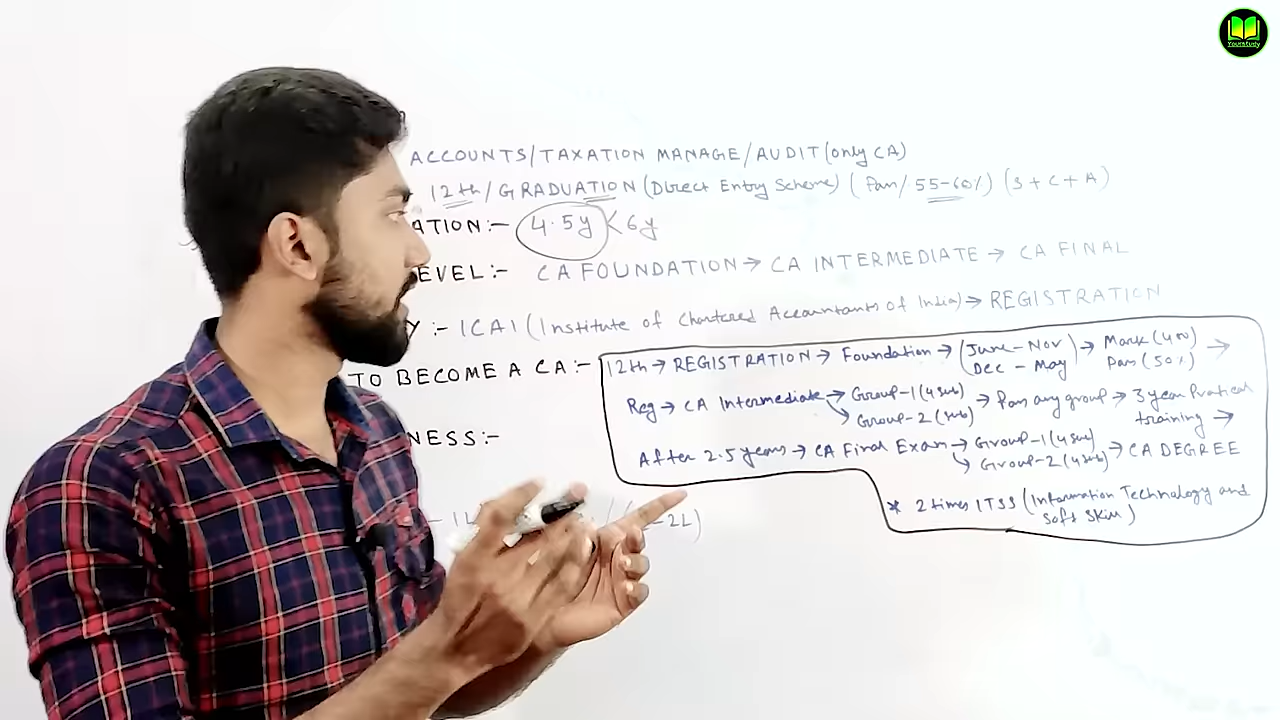 Yourstudy
ACCOUNTS/TAXATION MANAGE/AUDIT (only CA)
12th/GRADUATION (Direct Entry Scheme) (Pass/55-60%) (S+C+A)
ATION:- 4.5y < 6y
EVEL:- CA FOUNDATION → CA INTERMEDIATE → CA FINAL
Y:- ICAI (Institute of Chartered Accountants of India) → REGISTRATION
TO BECOME A CA:- 12th → REGISTRATION → Foundation → (June-Nov Dec-May) → Mark (400) Pass (50%) →
Reg → CA Intermediate → Group-1 (4 sub) → Group-2 (sub) → Pass any group → 3 year Pratical training →
NESS:-
After 2.5 years → CA Final Exam → Group-1 (4 sub) → Group-2 (4 sub) → CA DEGREE
* 2 times ITSS (Information Technology and
Soft Skill)
-1L / 2L)